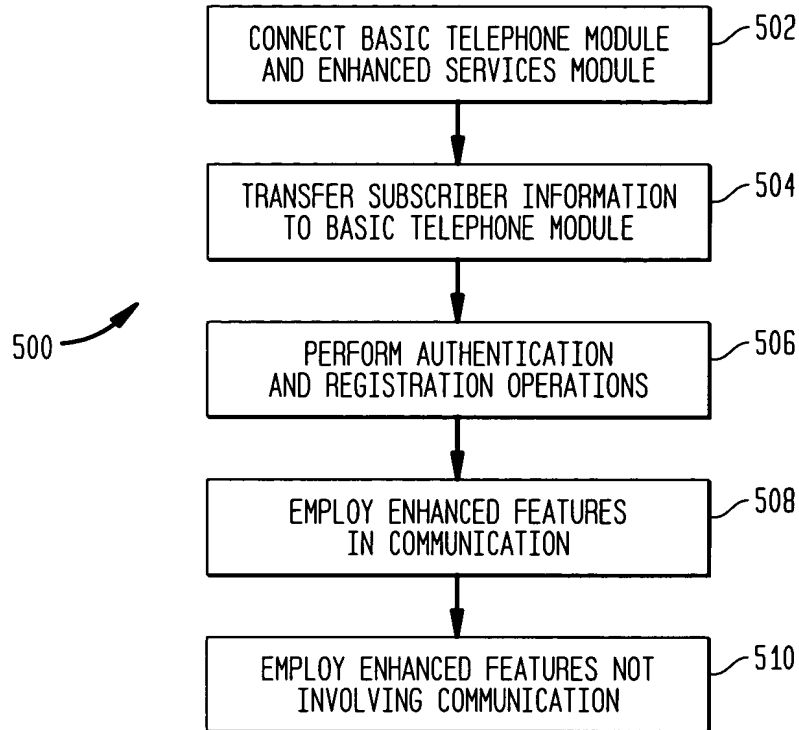 CONNECT BASIC TELEPHONE MODULE
AND ENHANCED SERVICES MODULE
502
TRANSFER SUBSCRIBER INFORMATION
TO BASIC TELEPHONE MODULE
504
500
PERFORM AUTHENTICATION
AND REGISTRATION OPERATIONS
506
EMPLOY ENHANCED FEATURES
IN COMMUNICATION
508
EMPLOY ENHANCED FEATURES NOT
INVOLVING COMMUNICATION
510